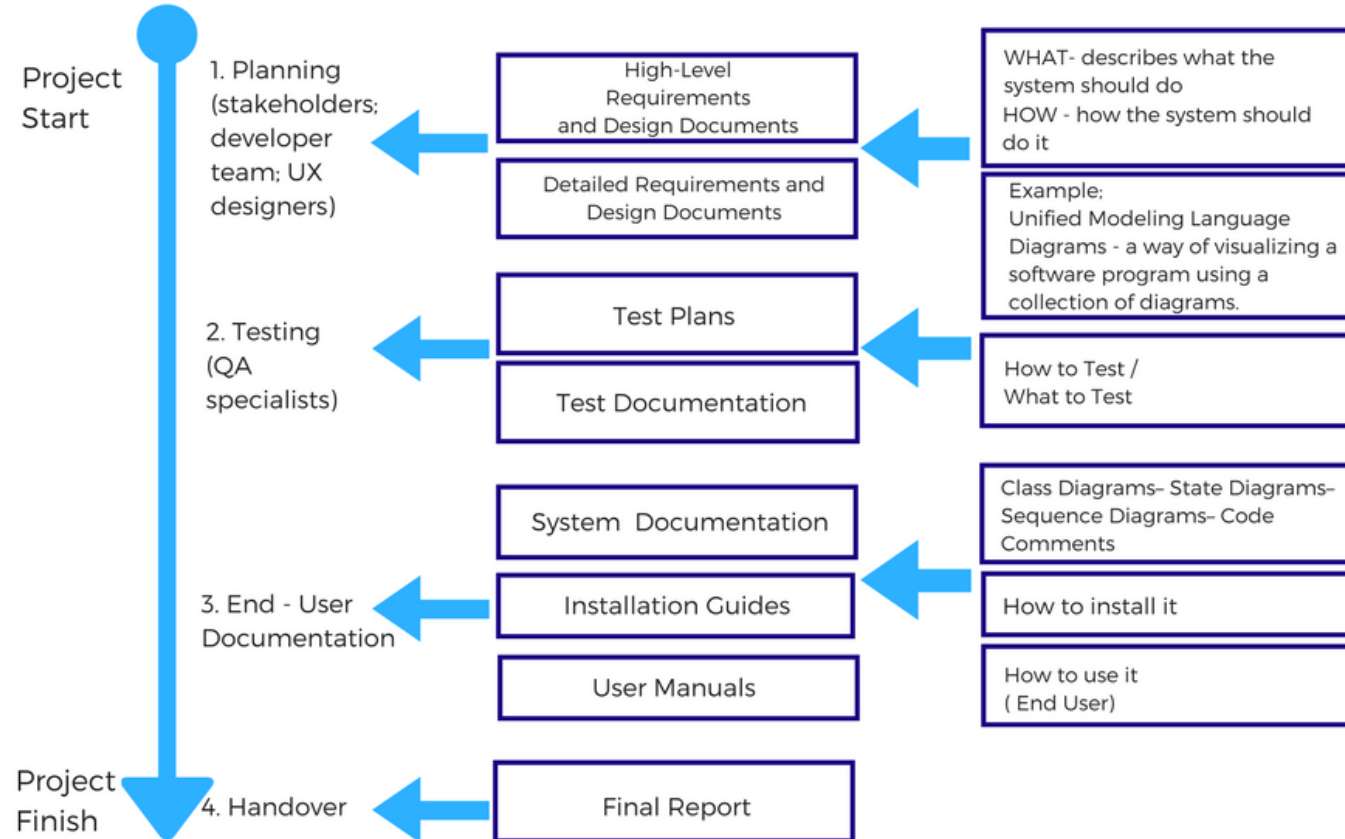 Project
Start
1. Planning
(stakeholders;
developer
team; UX
designers)
High-Level
Requirements
and Design Documents
Detailed Requirements and
Design Documents
WHAT- describes what the
system should do
HOW - how the system should
do it
Example;
Unified Modeling Language
Diagrams - a way of visualizing a
software program using a
collection of diagrams.
2. Testing
(QA
specialists)
Test Plans
Test Documentation
How to Test /
What to Test
3. End - User
Documentation
System Documentation
Installation Guides
User Manuals
Class Diagrams– State Diagrams–
Sequence Diagrams– Code
Comments
How to install it
How to use it
( End User)
Project
Finish
4. Handover
Final Report